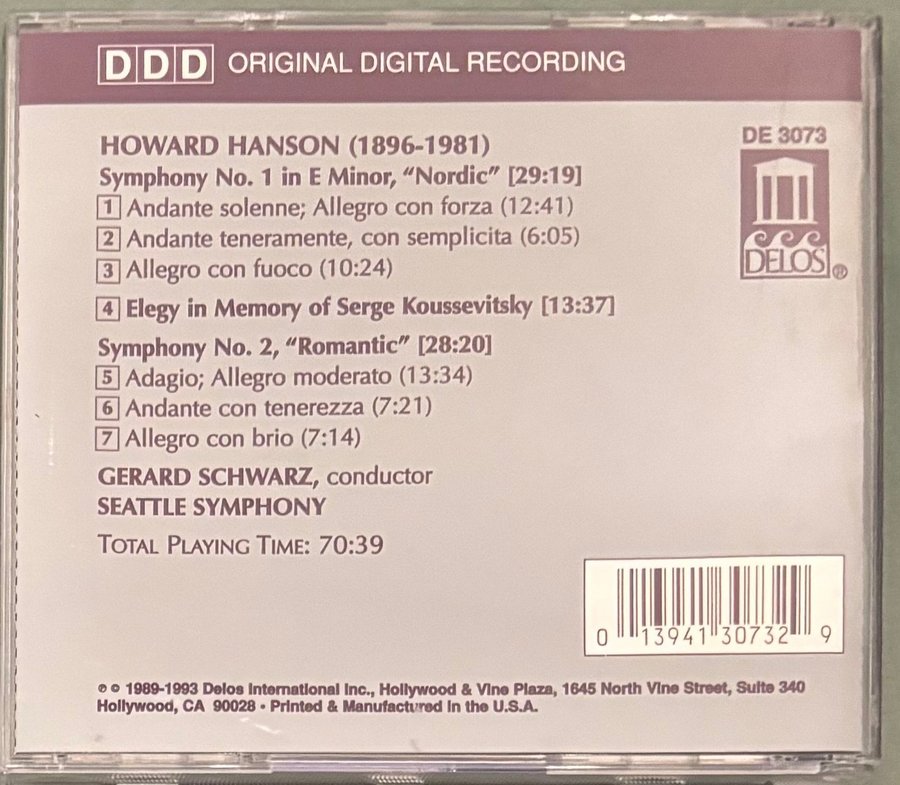 DDD ORIGINAL DIGITAL RECORDING
HOWARD HANSON (1896-1981)
Symphony No. 1 in E Minor, “Nordic” [29:19]
1 Andante solenne; Allegro con forza (12:41)
2 Andante teneramente, con semplicita (6:05)
3 Allegro con fuoco (10:24)
4 Elegy in Memory of Serge Koussevitsky [13:37]
Symphony No. 2, “Romantic” [28:20]
5 Adagio; Allegro moderato (13:34)
6 Andante con tenerezza (7:21)
7 Allegro con brio (7:14)
GERARD SCHWARZ, conductor
SEATTLE SYMPHONY
TOTAL PLAYING TIME: 70:39
DE 3073
DELOS®
0 13941 30732 9
℗ © 1989-1993 Delos International Inc., Hollywood & Vine Plaza, 1645 North Vine Street, Suite 340
Hollywood, CA 90028 • Printed & Manufactured in the U.S.A.